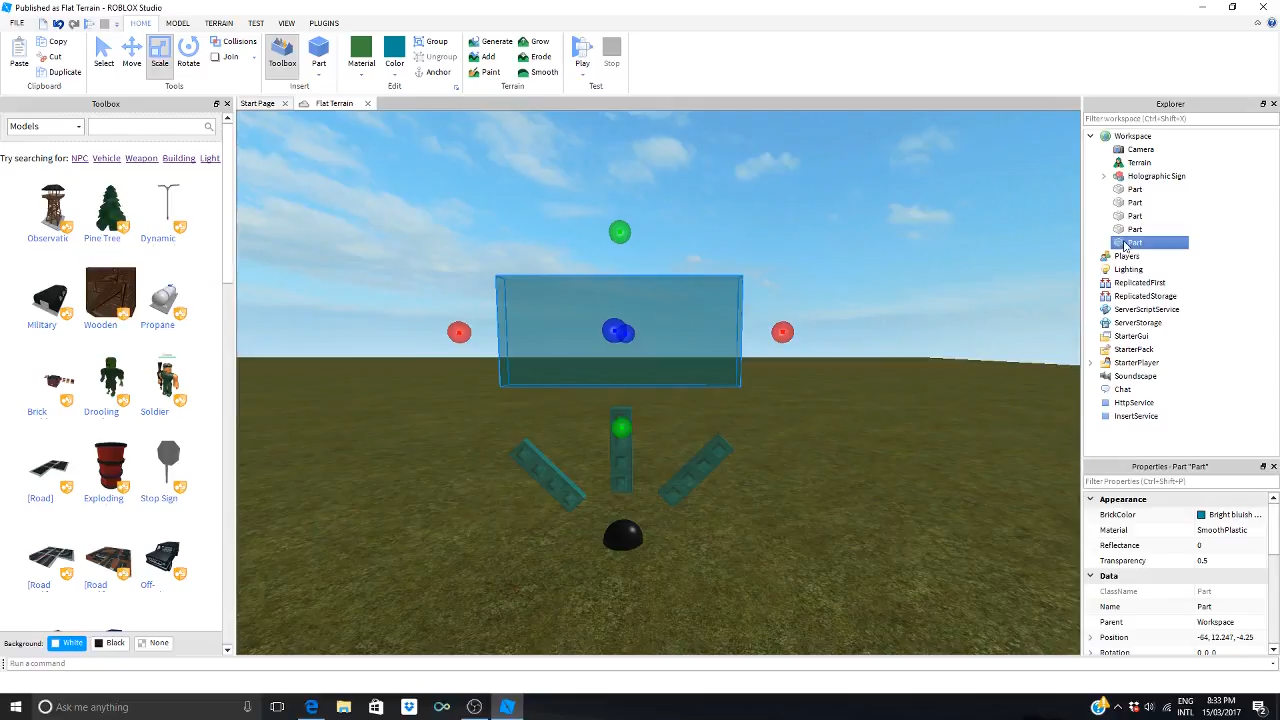 Published as Flat Terrain - ROBLOX Studio
FILE HOME MODEL TERRAIN TEST VIEW PLUGINS
Copy Cut Duplicate Paste
Clipboard
Select Move Scale Rotate Collisions Join
Tools
Toolbox Part
Insert
Material Color Group Ungroup Anchor
Edit
Generate Grow Add Erode Paint Smooth
Terrain
Play Stop
Test
Toolbox
Start Page Flat Terrain
Explorer
Models
Filter workspace (Ctrl+Shift+X)
Try searching for: NPC Vehicle Weapon Building Light
Observatic Pine Tree Dynamic
Military Wooden Propane
Brick Drooling Soldier
[Road] Exploding Stop Sign
[Road [Road Off-
Background: White Black None
Workspace
Camera
Terrain
Holographic Sign
Part
Part
Part
Part
Part
Players
Lighting
ReplicatedFirst
ReplicatedStorage
ServerScriptService
ServerStorage
StarterGui
StarterPack
StarterPlayer
Soundscape
Chat
HttpService
InsertService
Properties - Part "Part"
Filter Properties (Ctrl+Shift+P)
Appearance
BrickColor Bright bluish ...
Material SmoothPlastic
Reflectance 0
Transparency 0.5
Data
ClassName Part
Name Part
Parent Workspace
Position -64, 12.247, -4.25
Rotation 0, 0, 0
Run a command
Ask me anything
ENG
INTL
8:33 PM
15/03/2017